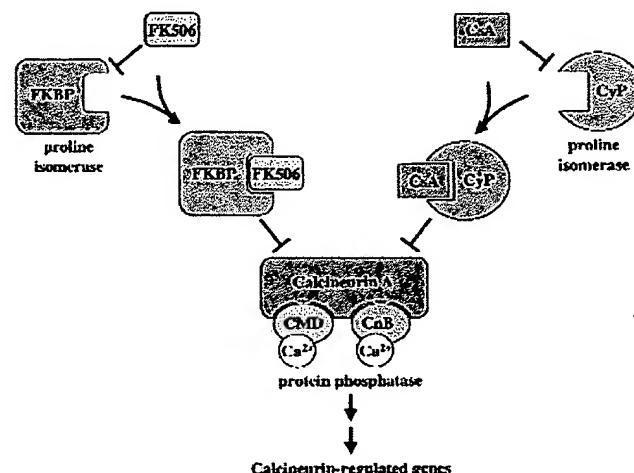 FK506
CsA
FKBP
CyP
proline
isomerase
proline
isomerase
FKBP
FK506
CsA
CyP
Calcineurin A
CMD
CnB
Ca2+
Ca2+
protein phosphatase
Calcineurin-regulated genes